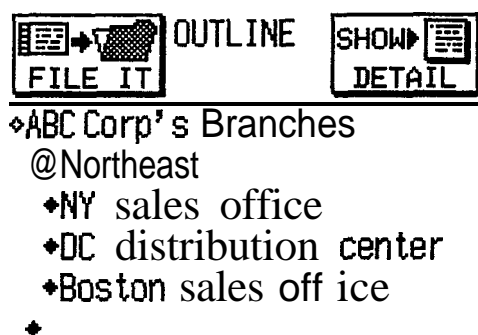 OUTLINE
FILE IT
SHOW
DETAIL
⋄ABC Corp's Branches
@Northeast
◆NY sales office
◆DC distribution center
◆Boston sales off ice
◆